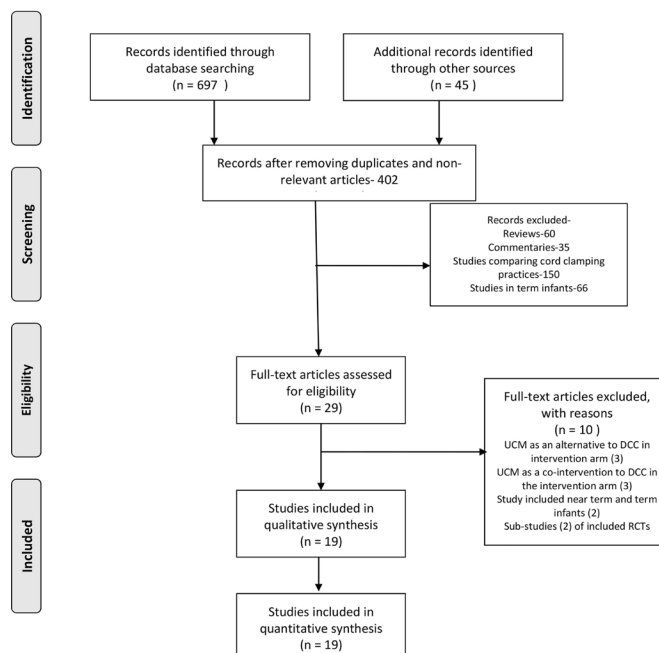 Identification
Records identified through
database searching
(n = 697 )
Additional records identified
through other sources
(n = 45 )
Records after removing duplicates and non-
relevant articles- 402
Screening
Records excluded-
Reviews-60
Commentaries-35
Studies comparing cord clamping
practices-150
Studies in term infants-66
Eligibility
Full-text articles assessed
for eligibility
(n = 29)
Full-text articles excluded,
with reasons
(n = 10 )
UCM as an alternative to DCC in
intervention arm (3)
UCM as a co-intervention to DCC in
the intervention arm (3)
Study included near term and term
infants (2)
Sub-studies (2) of included RCTs
Included
Studies included in
qualitative synthesis
(n = 19)
Studies included in
quantitative synthesis
(n = 19)